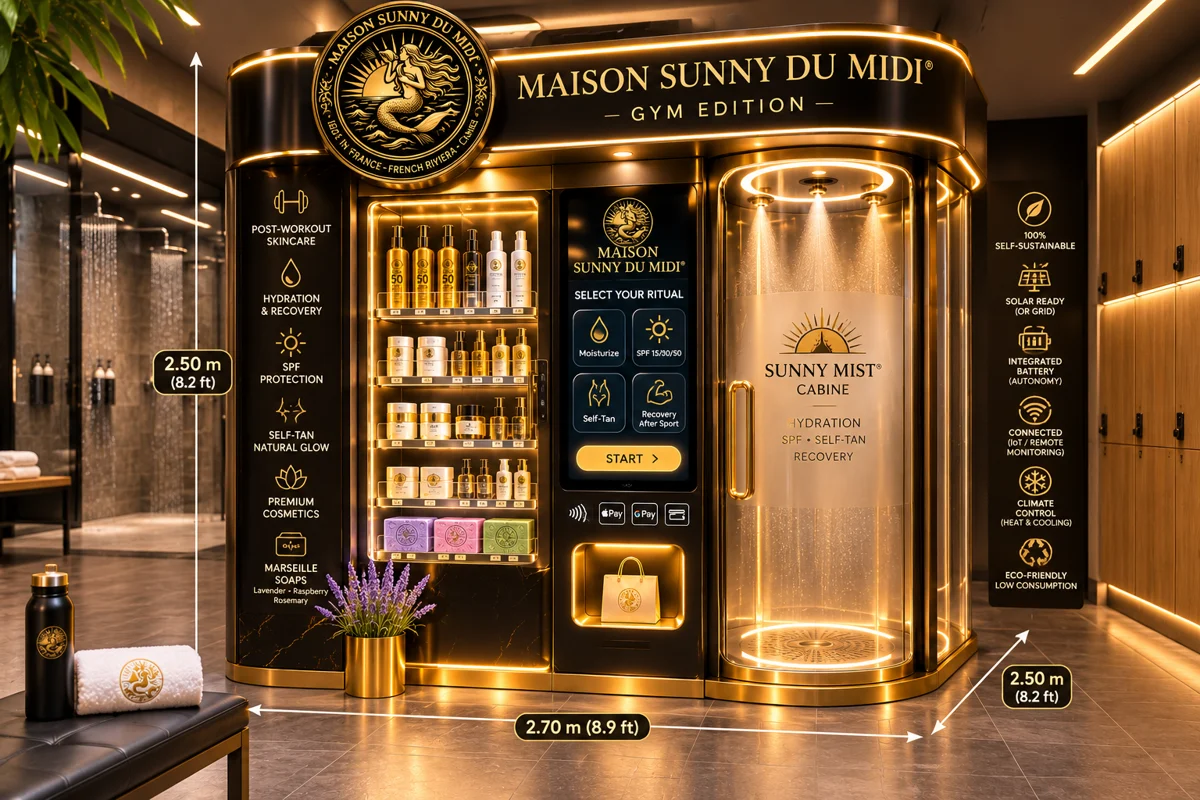 MAISON SUNNY DU MIDI
FRANCE - FRENCH RIVIERA -
MAISON SUNNY DU MIDI®
— GYM EDITION —
POST-WORKOUT
SKINCARE
HYDRATION
& RECOVERY
SPF
PROTECTION
SELF-TAN
NATURAL GLOW
PREMIUM
COSMETICS
MARSEILLE
SOAPS
Lavender - Raspberry
Rosemary
2.50 m
(8.2 ft)
50
50
50
MAISON
SUNNY DU MIDI®
SELECT YOUR RITUAL
Moisturize
SPF 15/30/50
Self-Tan
Recovery
After Sport
START >
Pay
G Pay
SUNNY MIST®
CABINE
HYDRATION
SPF • SELF-TAN
RECOVERY
100%
SELF-SUSTAINABLE
SOLAR READY
(OR GRID)
INTEGRATED
BATTERY
(AUTONOMY)
CONNECTED
(IoT / REMOTE
MONITORING)
CLIMATE
CONTROL
(HEAT & COOLING)
ECO-FRIENDLY
LOW CONSUMPTION
2.50 m
(8.2 ft)
2.70 m (8.9 ft)